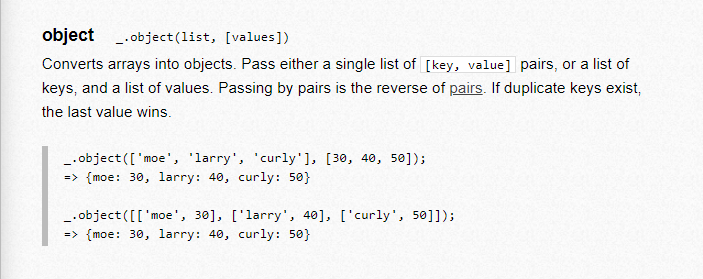 object _.object(list, [values])
Converts arrays into objects. Pass either a single list of [key, value] pairs, or a list of
keys, and a list of values. Passing by pairs is the reverse of pairs. If duplicate keys exist,
the last value wins.
_.object(['moe', 'larry', 'curly'], [30, 40, 50]);
=> {moe: 30, larry: 40, curly: 50}
_.object([['moe', 30], ['larry', 40], ['curly', 50]]);
=> {moe: 30, larry: 40, curly: 50}